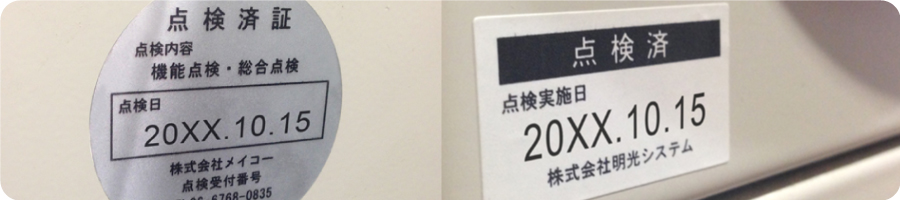 点検済証
点検内容
機能点検・総合点検
点検日
20XX.10.15
株式会社メイコー
点検受付番号
6768-0835
点検済
点検実施日
20XX.10.15
株式会社明光システム